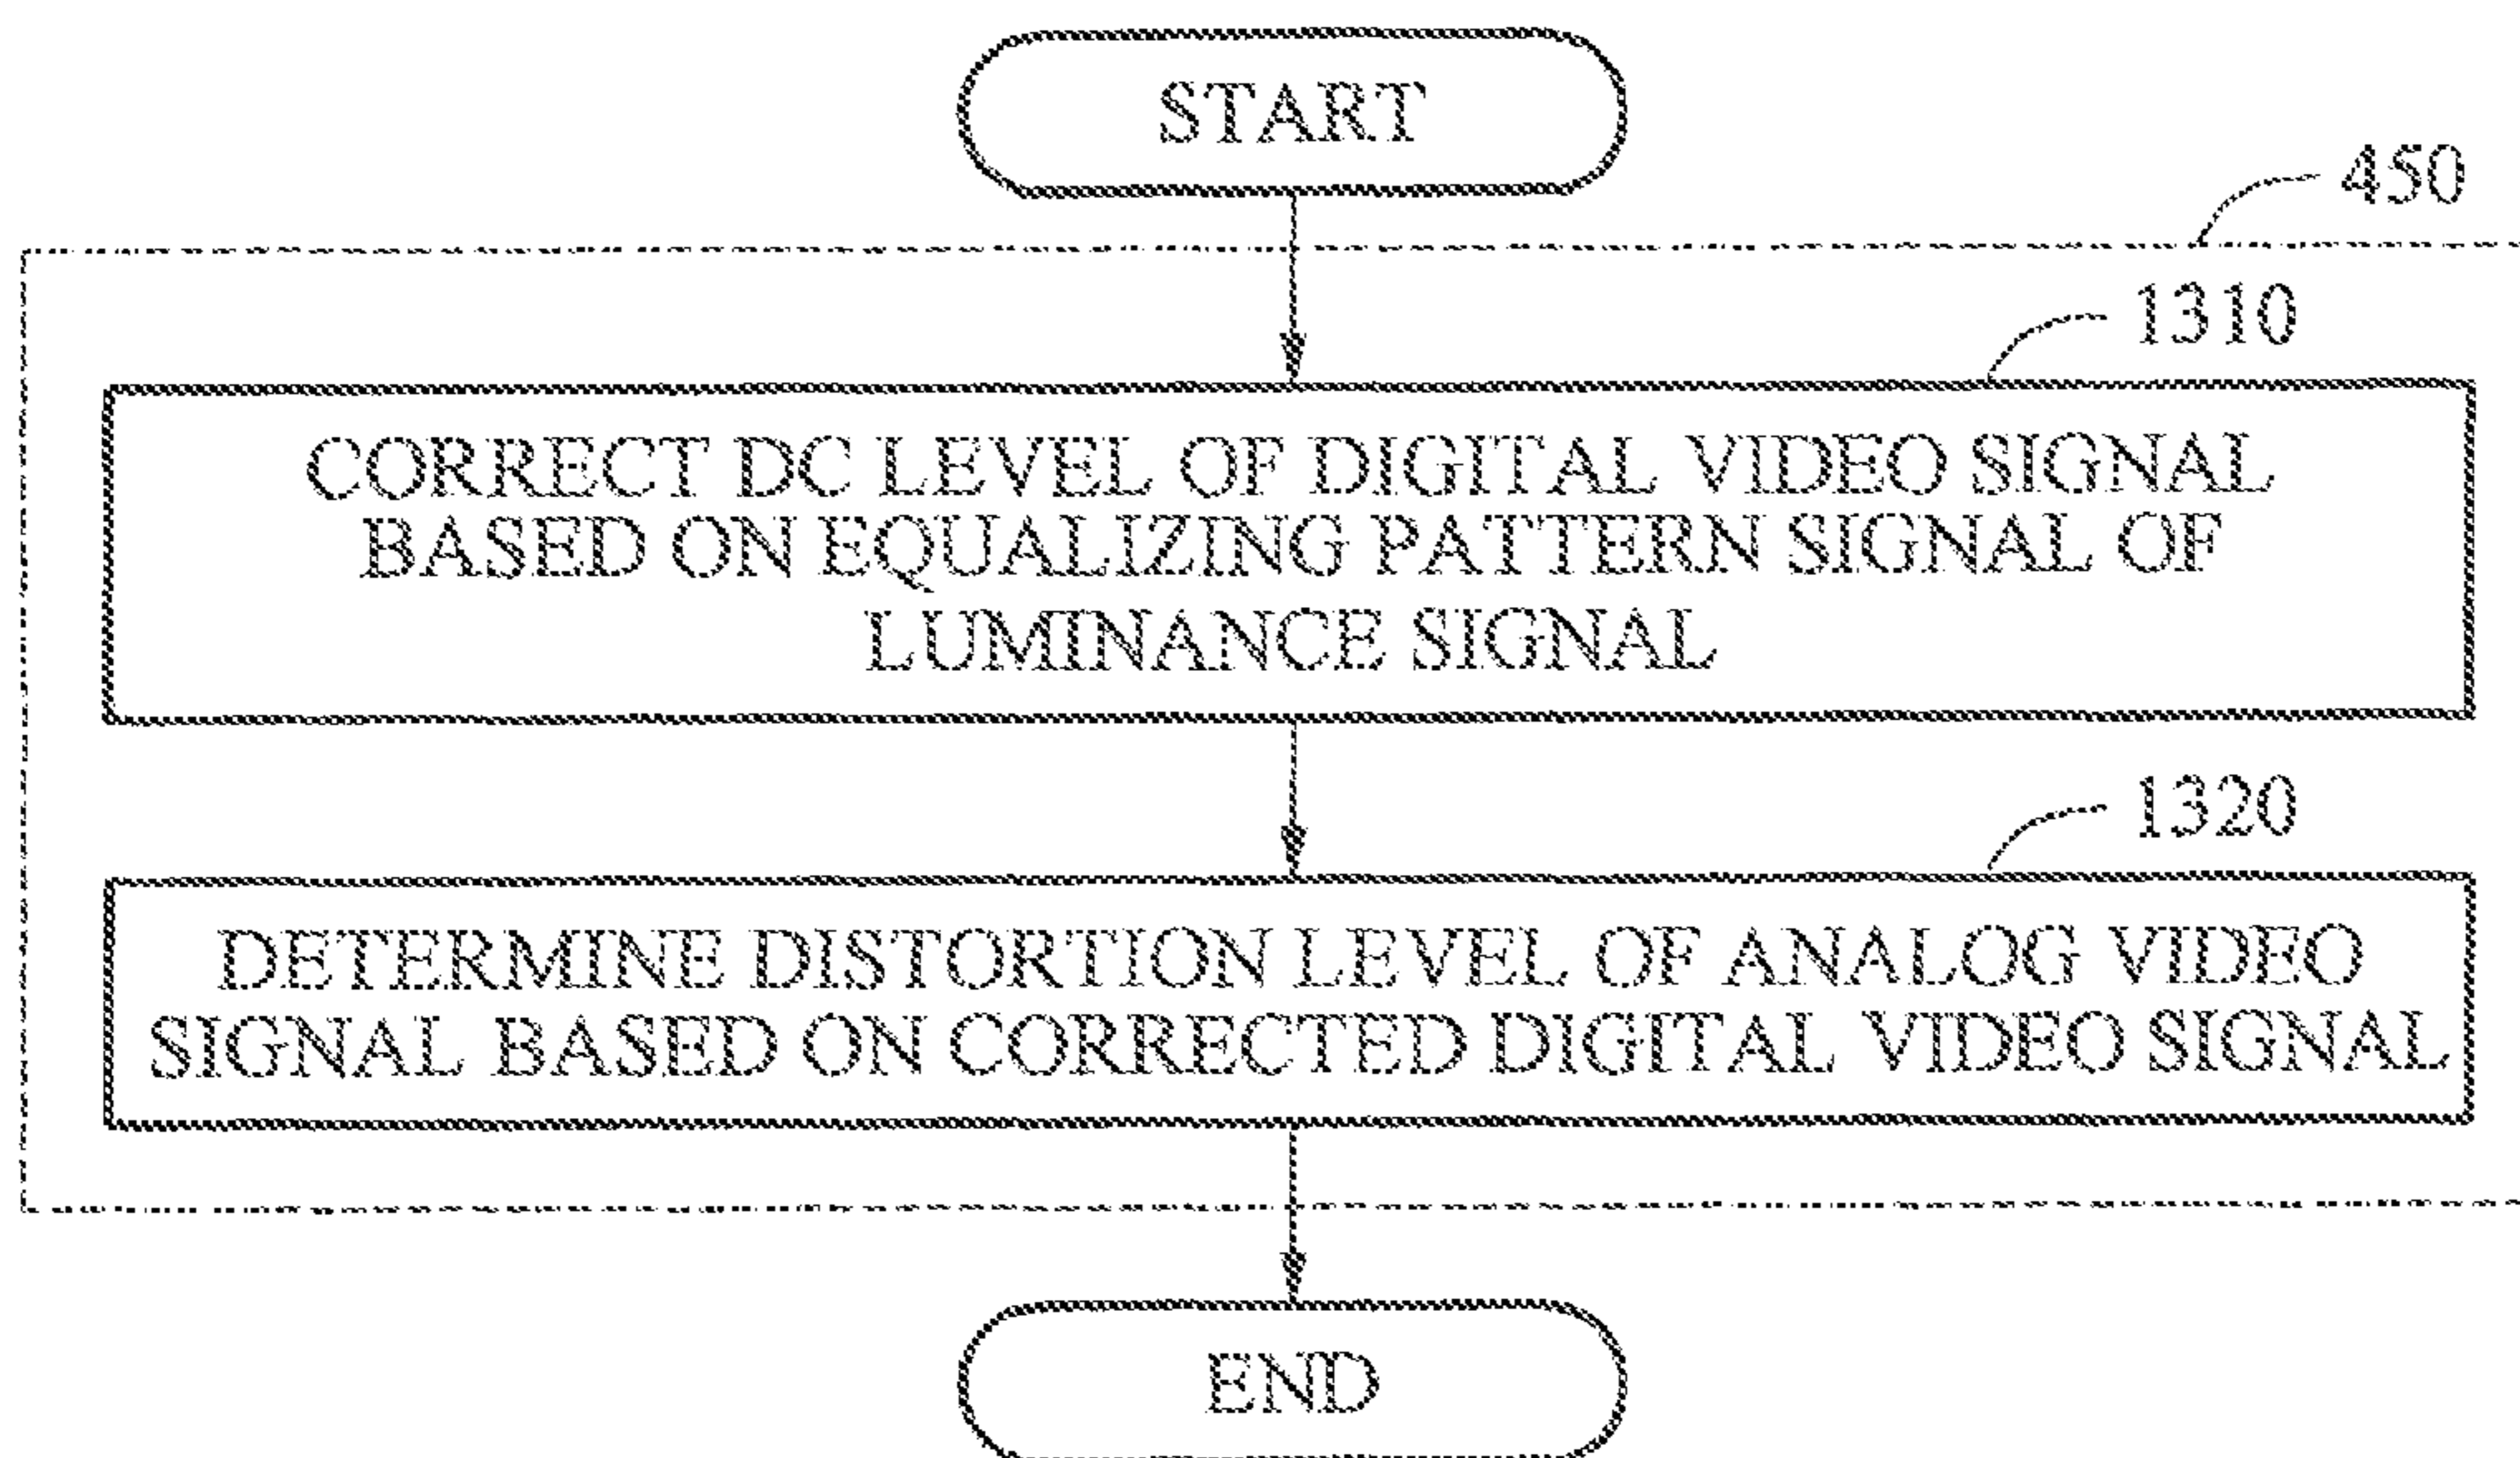 START
450
1310
CORRECT DC LEVEL OF DIGITAL VIDEO SIGNAL
BASED ON EQUALIZING PATTERN SIGNAL OF
LUMINANCE SIGNAL
1320
DETERMINE DISTORTION LEVEL OF ANALOG VIDEO
SIGNAL BASED ON CORRECTED DIGITAL VIDEO SIGNAL
END